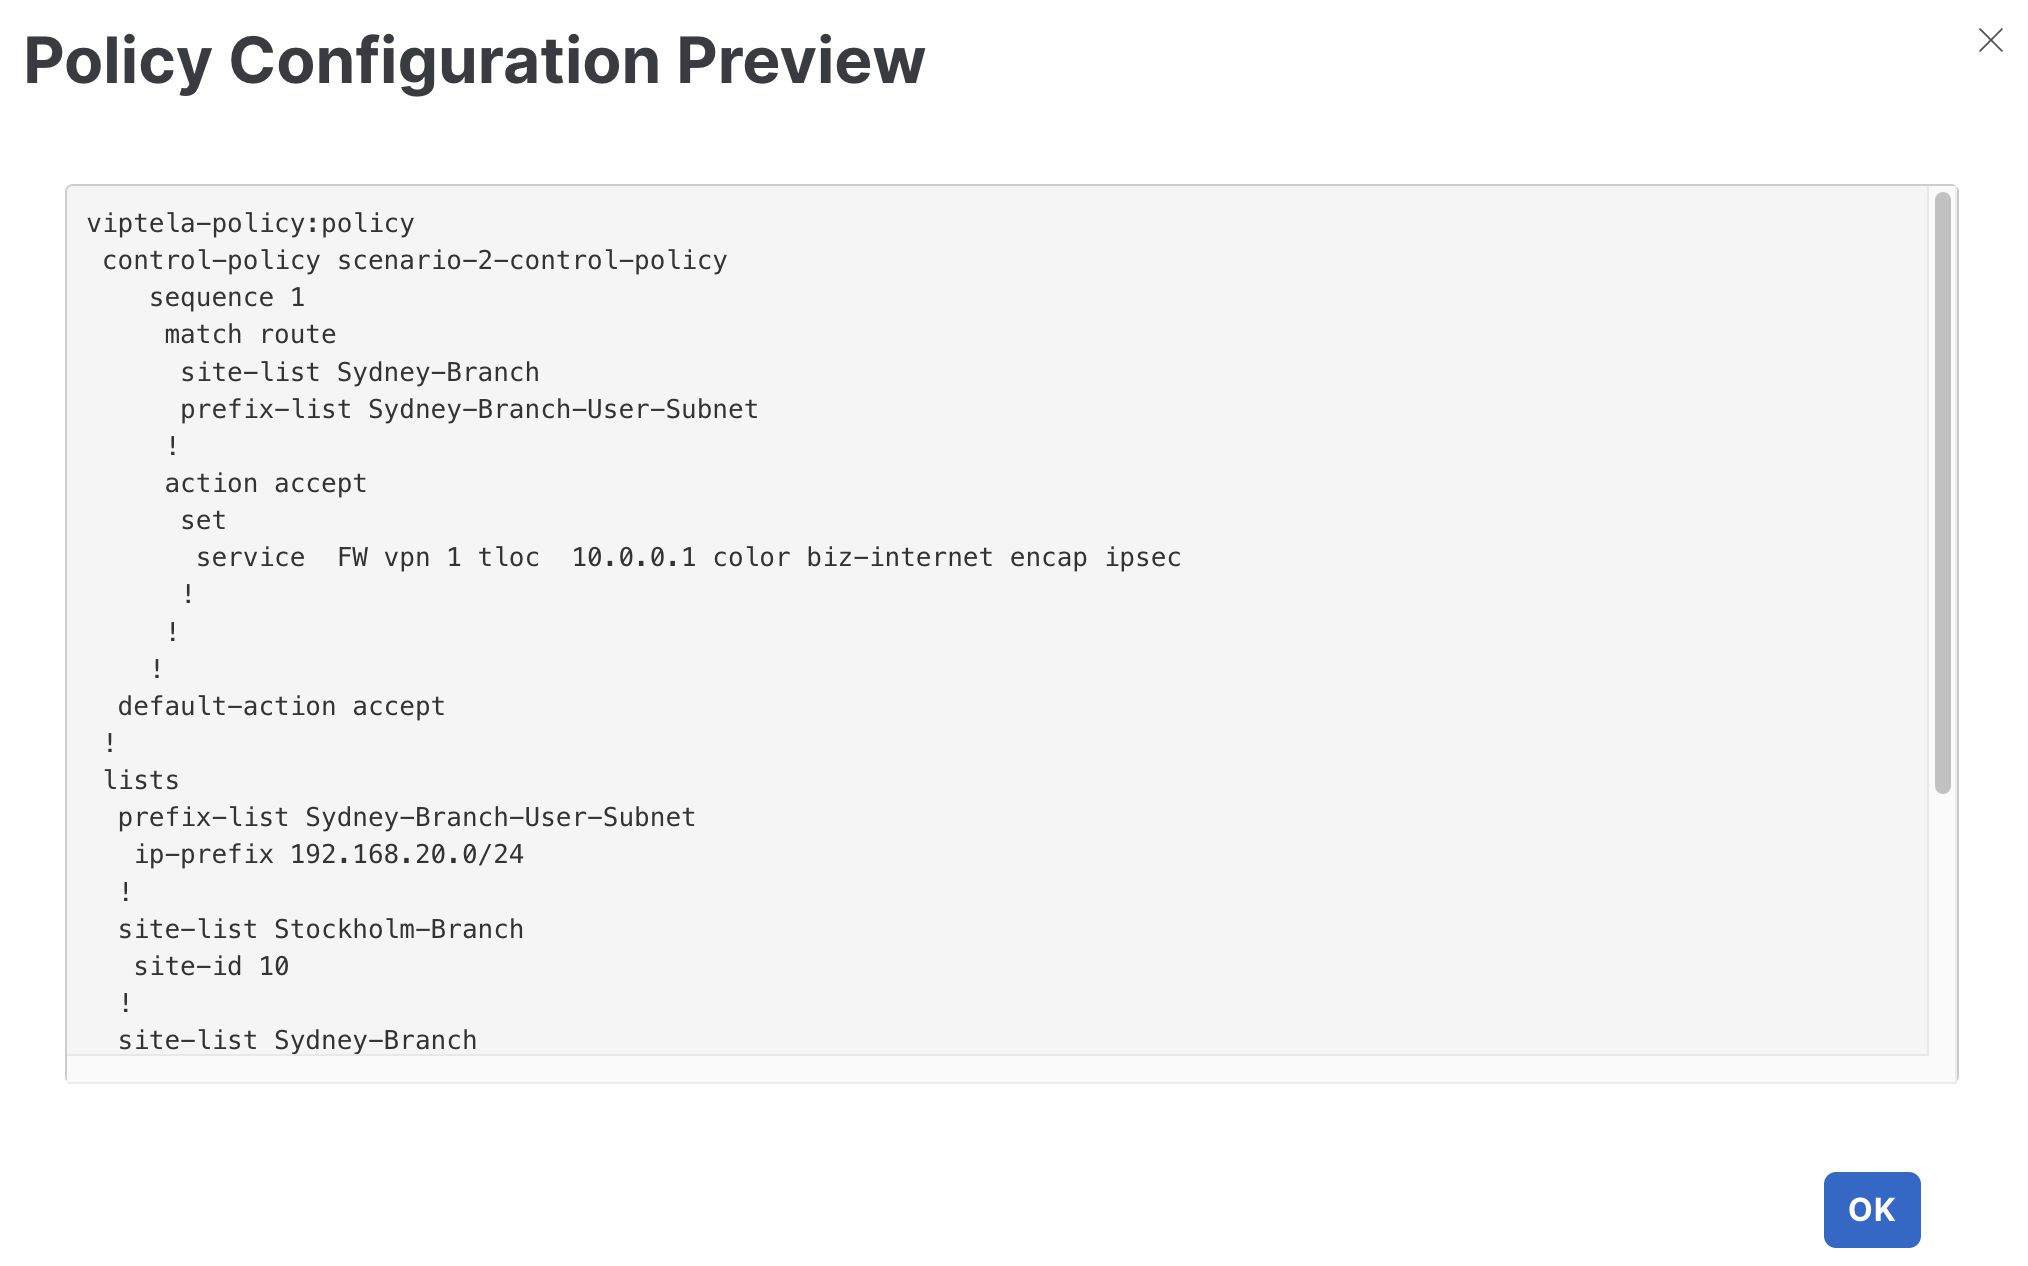 Policy Configuration Preview
viptela-policy:policy
 control-policy scenario-2-control-policy
    sequence 1
     match route
      site-list Sydney-Branch
      prefix-list Sydney-Branch-User-Subnet
     !
     action accept
      set
       service  FW vpn 1 tloc  10.0.0.1 color biz-internet encap ipsec
      !
     !
    !
  default-action accept
 !
 lists
  prefix-list Sydney-Branch-User-Subnet
   ip-prefix 192.168.20.0/24
  !
  site-list Stockholm-Branch
   site-id 10
  !
  site-list Sydney-Branch
OK